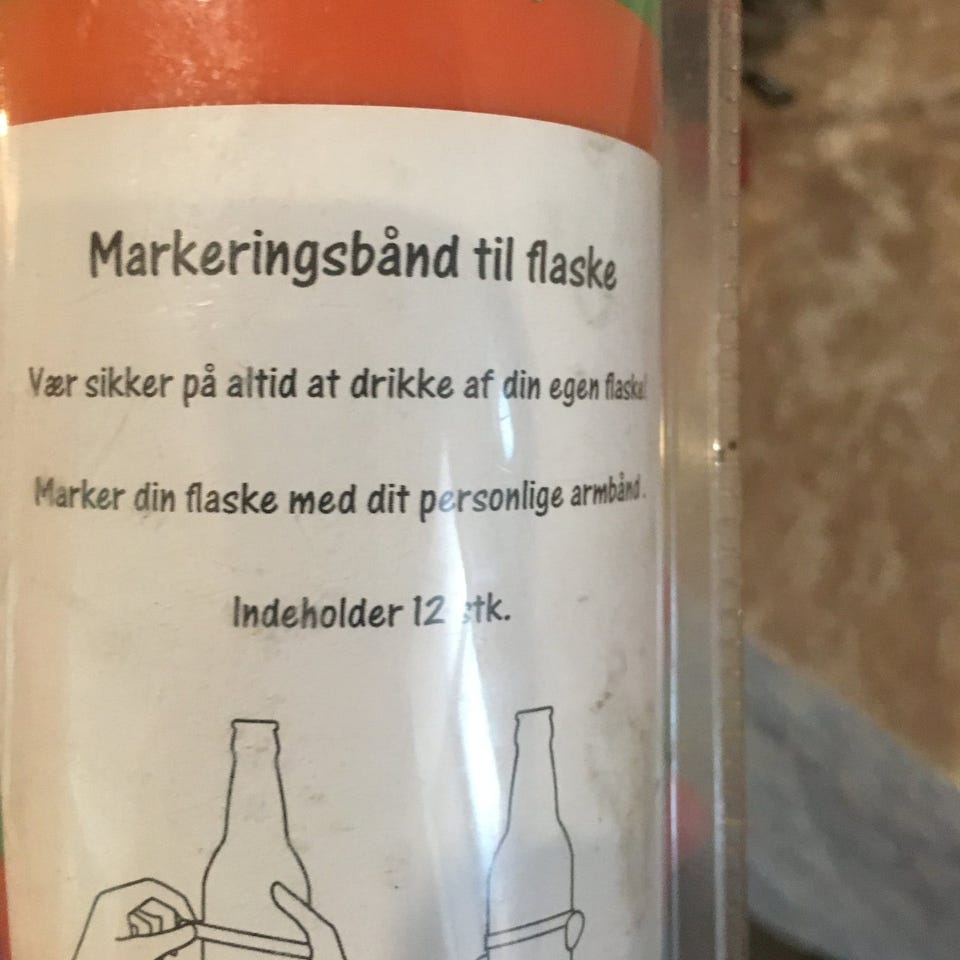 Markeringsbånd til flaske
Vær sikker på altid at drikke af din egen flaske!
Marker din flaske med dit personlige armbånd.
Indeholder 12 stk.